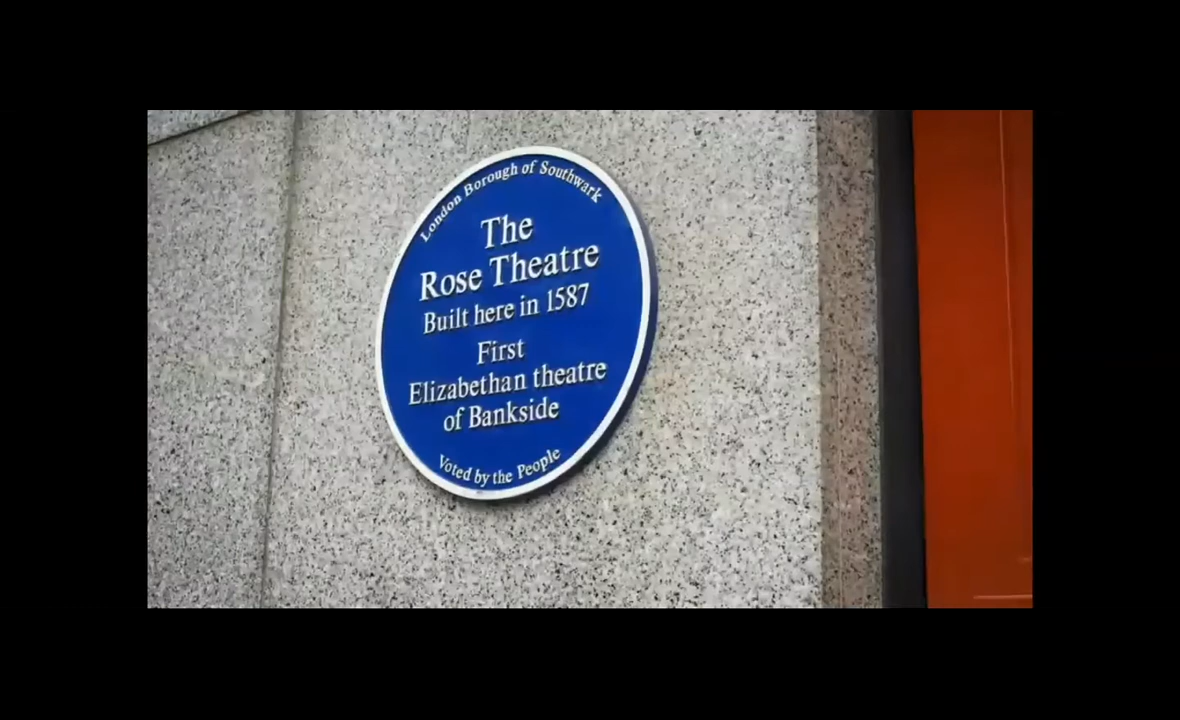 London Borough of Southwark
The
Rose Theatre
Built here in 1587
First
Elizabethan theatre
of Bankside
Voted by the People